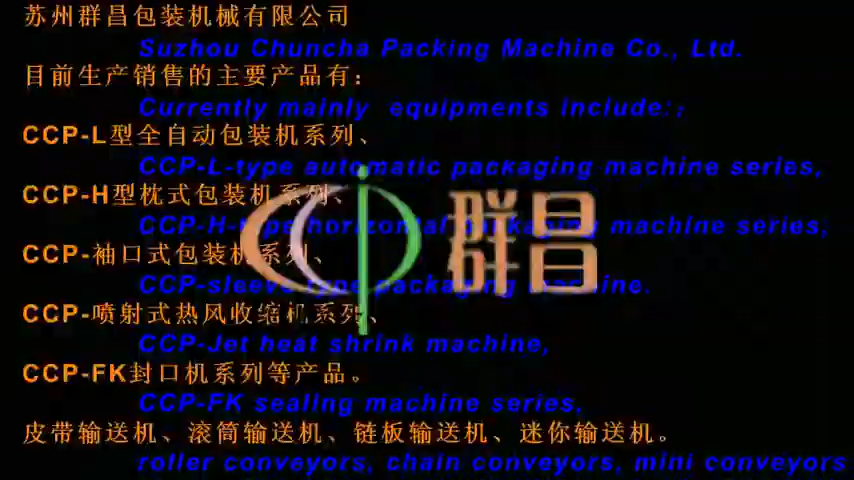 苏州群昌包装机械有限公司
Suzhou Chuncha Packing Machine Co., Ltd.
目前生产销售的主要产品有：
Currently mainly equipments include:；
CCP-L型全自动包装机系列、
CCP-L-type automatic packaging machine series,
CCP-H型枕式包装机系列、
CCP-H-type horizontal packaging machine series,
CCP-袖口式包装机系列、
CCP-sleeve type packaging machine.
CCP-喷射式热风收缩机系列、
CCP-Jet heat shrink machine,
CCP-FK封口机系列等产品。
CCP-FK sealing machine series,
皮带输送机、滚筒输送机、链板输送机、迷你输送机。
roller conveyors, chain conveyors, mini conveyors
CCP 群昌